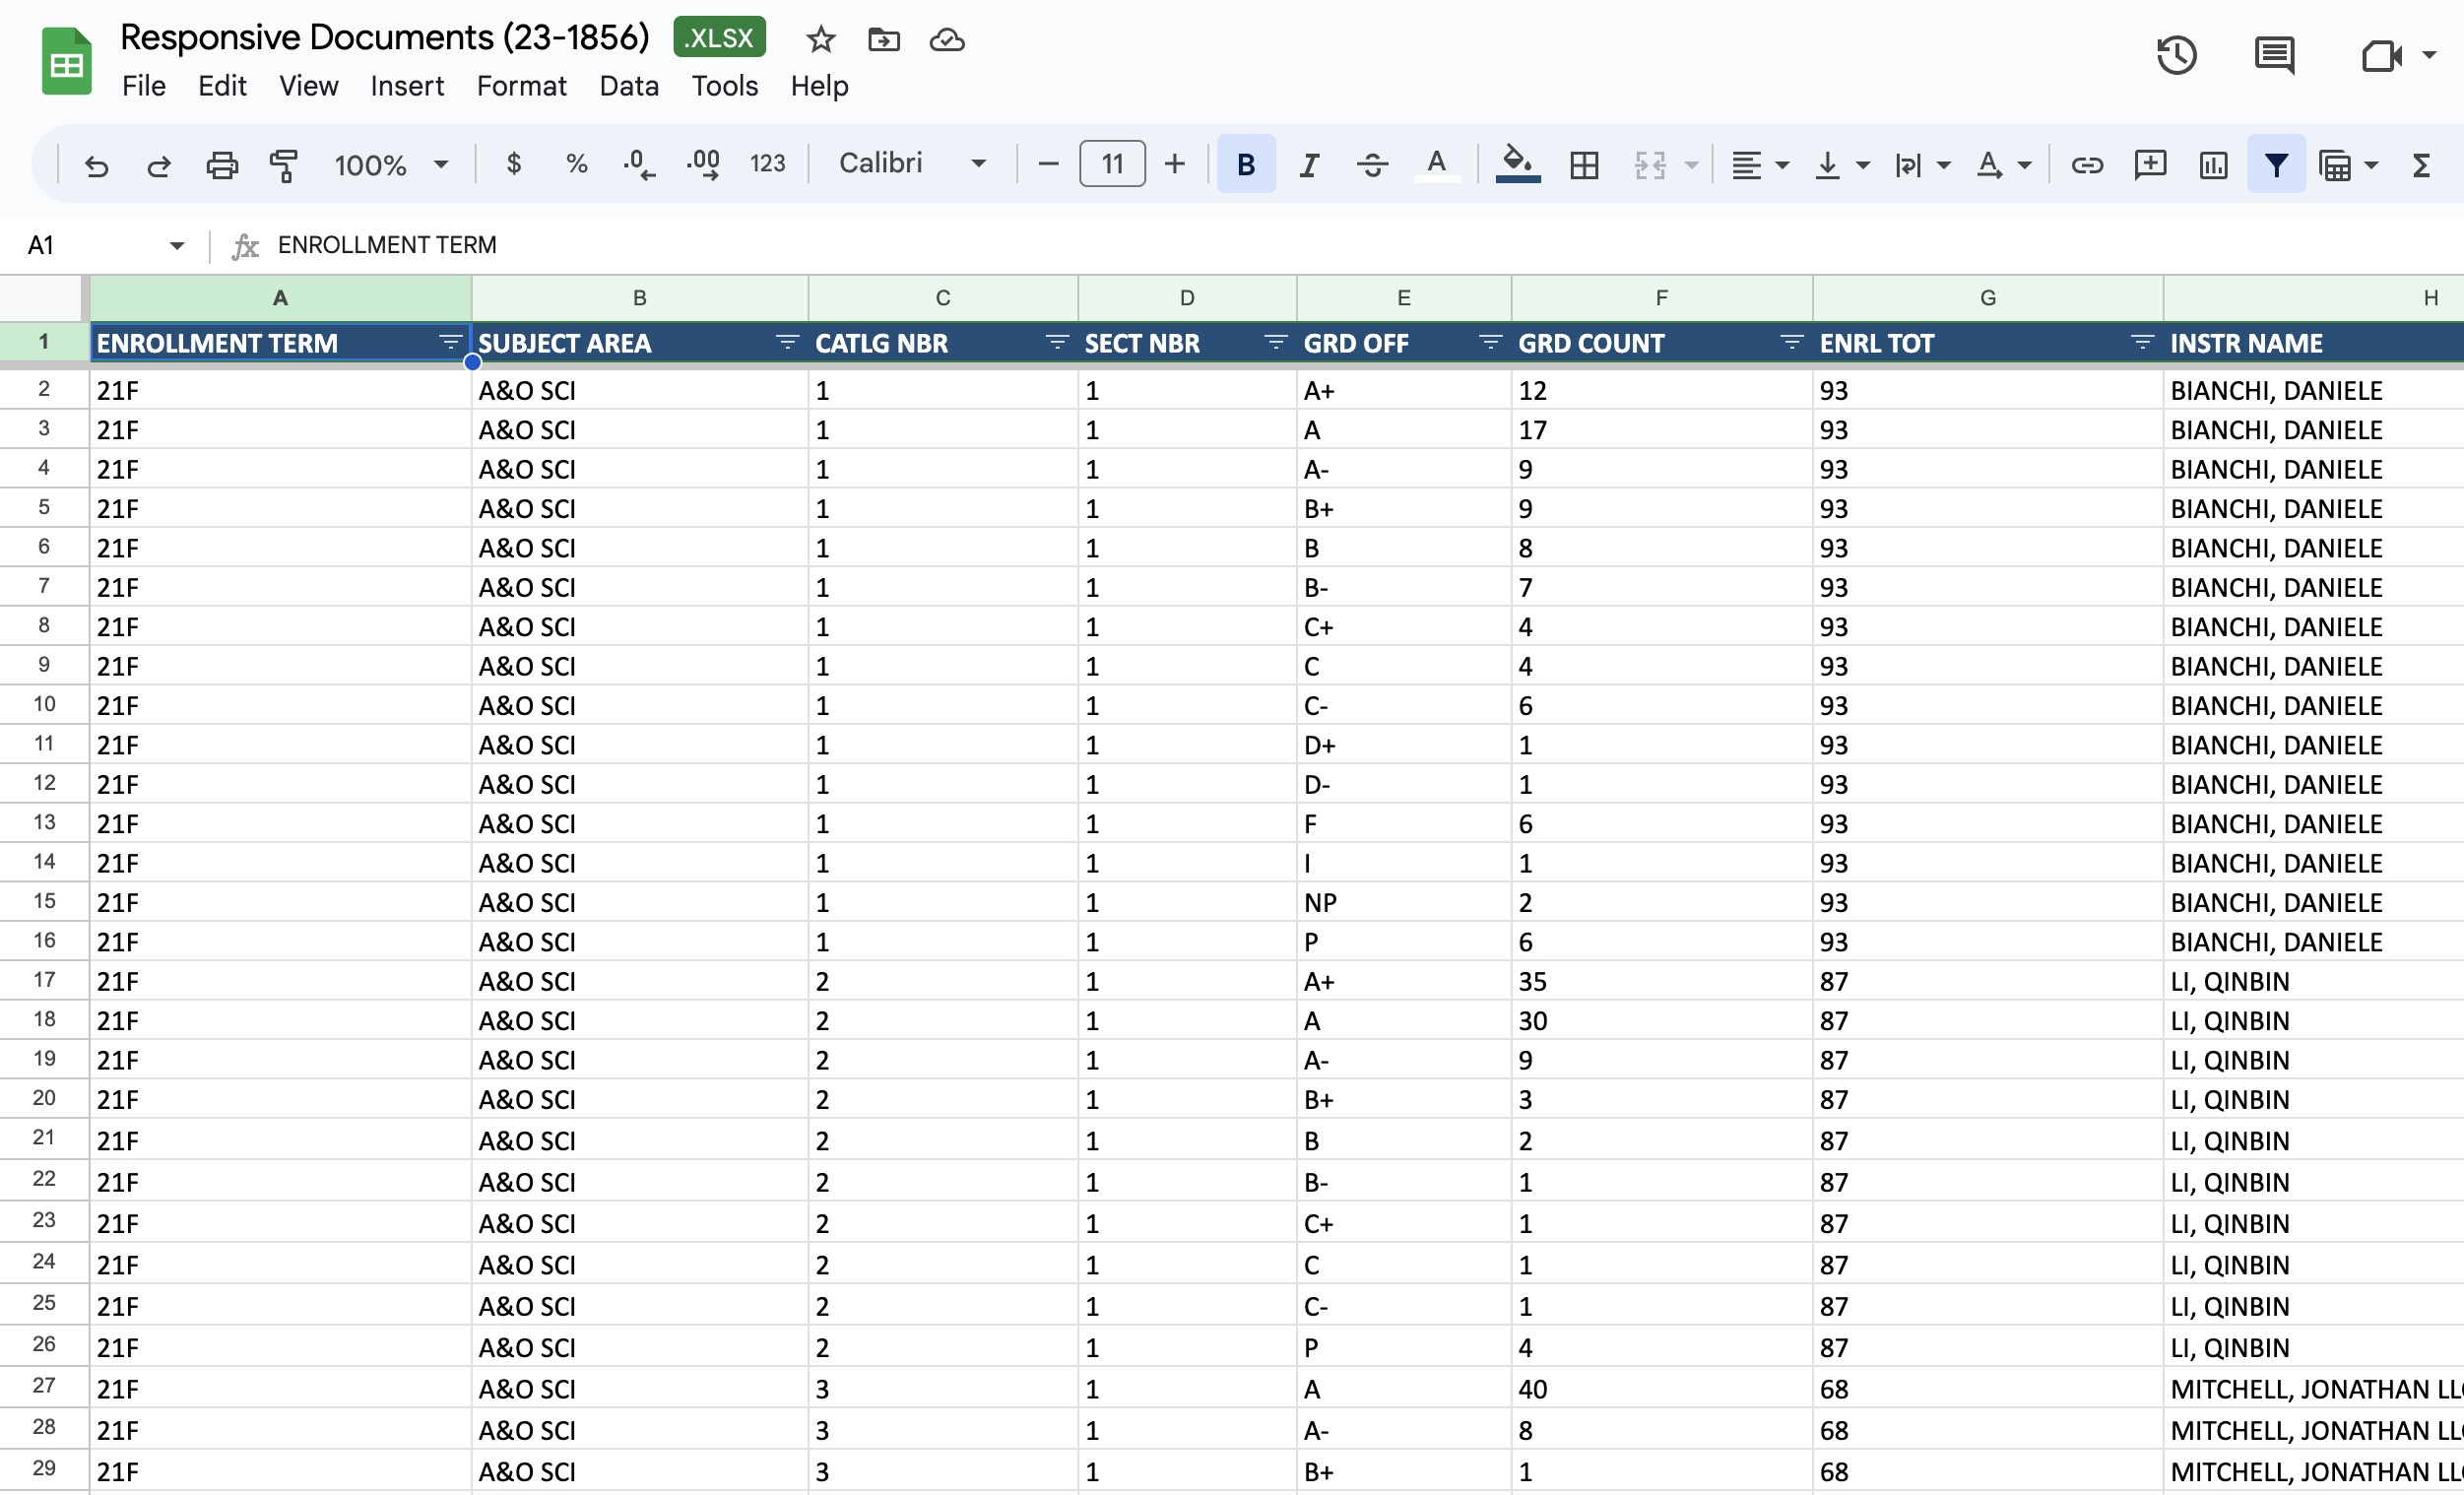 Responsive Documents (23-1856) .XLSX
File Edit View Insert Format Data Tools Help
100% $ % .0 .00 123 Calibri − 11 + B I S A A Σ
A1 fx ENROLLMENT TERM
A B C D E F G H
1 ENROLLMENT TERM SUBJECT AREA CATLG NBR SECT NBR GRD OFF GRD COUNT ENRL TOT INSTR NAME
2 21F A&O SCI 1 1 A+ 12 93 BIANCHI, DANIELE
3 21F A&O SCI 1 1 A 17 93 BIANCHI, DANIELE
4 21F A&O SCI 1 1 A- 9 93 BIANCHI, DANIELE
5 21F A&O SCI 1 1 B+ 9 93 BIANCHI, DANIELE
6 21F A&O SCI 1 1 B 8 93 BIANCHI, DANIELE
7 21F A&O SCI 1 1 B- 7 93 BIANCHI, DANIELE
8 21F A&O SCI 1 1 C+ 4 93 BIANCHI, DANIELE
9 21F A&O SCI 1 1 C 4 93 BIANCHI, DANIELE
10 21F A&O SCI 1 1 C- 6 93 BIANCHI, DANIELE
11 21F A&O SCI 1 1 D+ 1 93 BIANCHI, DANIELE
12 21F A&O SCI 1 1 D- 1 93 BIANCHI, DANIELE
13 21F A&O SCI 1 1 F 6 93 BIANCHI, DANIELE
14 21F A&O SCI 1 1 I 1 93 BIANCHI, DANIELE
15 21F A&O SCI 1 1 NP 2 93 BIANCHI, DANIELE
16 21F A&O SCI 1 1 P 6 93 BIANCHI, DANIELE
17 21F A&O SCI 2 1 A+ 35 87 LI, QINBIN
18 21F A&O SCI 2 1 A 30 87 LI, QINBIN
19 21F A&O SCI 2 1 A- 9 87 LI, QINBIN
20 21F A&O SCI 2 1 B+ 3 87 LI, QINBIN
21 21F A&O SCI 2 1 B 2 87 LI, QINBIN
22 21F A&O SCI 2 1 B- 1 87 LI, QINBIN
23 21F A&O SCI 2 1 C+ 1 87 LI, QINBIN
24 21F A&O SCI 2 1 C 1 87 LI, QINBIN
25 21F A&O SCI 2 1 C- 1 87 LI, QINBIN
26 21F A&O SCI 2 1 P 4 87 LI, QINBIN
27 21F A&O SCI 3 1 A 40 68 MITCHELL, JONATHAN
28 21F A&O SCI 3 1 A- 8 68 MITCHELL, JONATHAN
29 21F A&O SCI 3 1 B+ 1 68 MITCHELL, JONATHAN